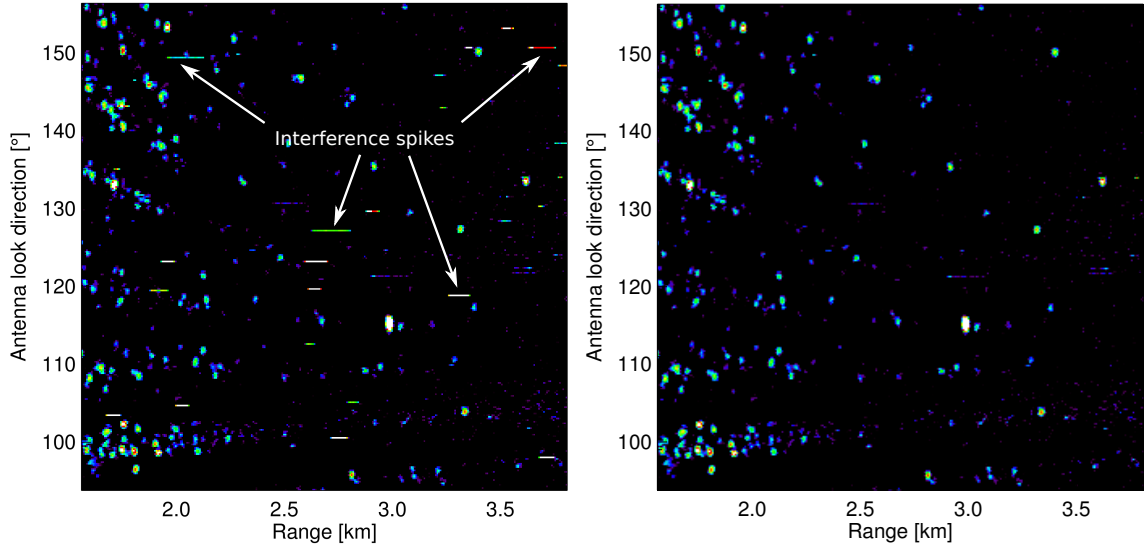 Antenna look direction [°]
150
140
130
120
110
100
Interference spikes
2.0 2.5 3.0 3.5
Range [km]
Antenna look direction [°]
150
140
130
120
110
100
2.0 2.5 3.0 3.5
Range [km]